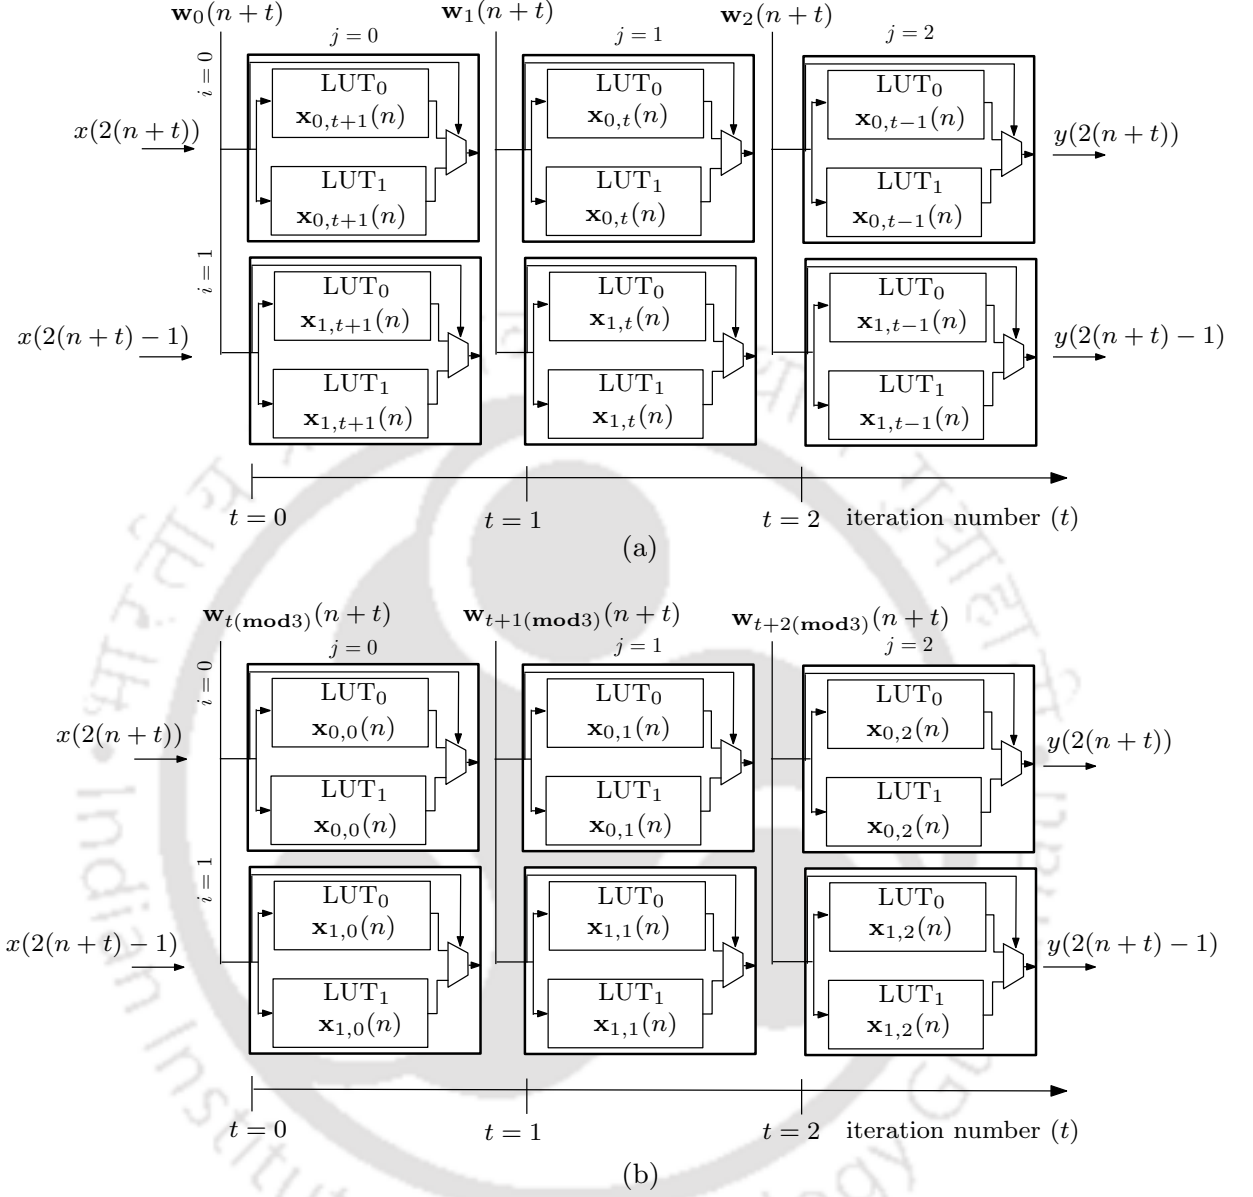 w₀(n + t) w₁(n + t) w₂(n + t)
j = 0 j = 1 j = 2
i = 0
LUT₀ LUT₀ LUT₀
x₀,ₜ₊₁(n) x₀,ₜ(n) x₀,ₜ₋₁(n)
x(2(n + t)) y(2(n + t))
LUT₁ LUT₁ LUT₁
x₀,ₜ₊₁(n) x₀,ₜ(n) x₀,ₜ₋₁(n)
i = 1
LUT₀ LUT₀ LUT₀
x₁,ₜ₊₁(n) x₁,ₜ(n) x₁,ₜ₋₁(n)
x(2(n + t) − 1) y(2(n + t) − 1)
LUT₁ LUT₁ LUT₁
x₁,ₜ₊₁(n) x₁,ₜ(n) x₁,ₜ₋₁(n)
t = 0 t = 1 t = 2 iteration number (t)
(a)
w_{t(mod3)}(n + t) w_{t+1(mod3)}(n + t) w_{t+2(mod3)}(n + t)
j = 0 j = 1 j = 2
i = 0
LUT₀ LUT₀ LUT₀
x₀,₀(n) x₀,₁(n) x₀,₂(n)
x(2(n + t)) y(2(n + t))
LUT₁ LUT₁ LUT₁
x₀,₀(n) x₀,₁(n) x₀,₂(n)
i = 1
LUT₀ LUT₀ LUT₀
x₁,₀(n) x₁,₁(n) x₁,₂(n)
x(2(n + t) − 1) y(2(n + t) − 1)
LUT₁ LUT₁ LUT₁
x₁,₀(n) x₁,₁(n) x₁,₂(n)
t = 0 t = 1 t = 2 iteration number (t)
(b)
Indian